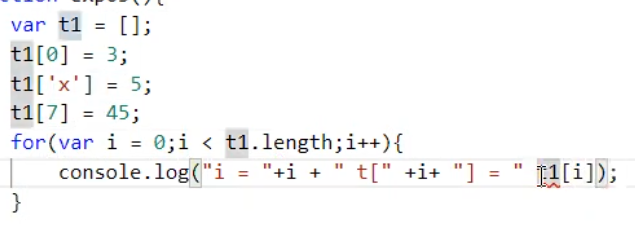 var t1 = [];
t1[0] = 3;
t1['x'] = 5;
t1[7] = 45;
for(var i = 0;i < t1.length;i++){
console.log("i = "+i + " t[" +i+ "] = " t1[i]);
}